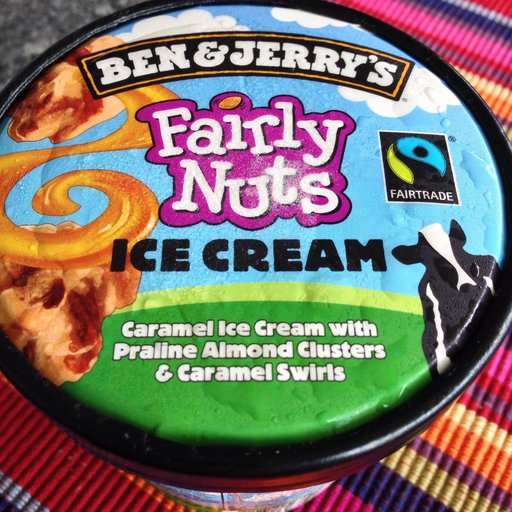 BEN & JERRY'S
Fairly
Nuts
FAIRTRADE
ICE CREAM
Caramel Ice Cream with
Praline Almond Clusters
& Caramel Swirls